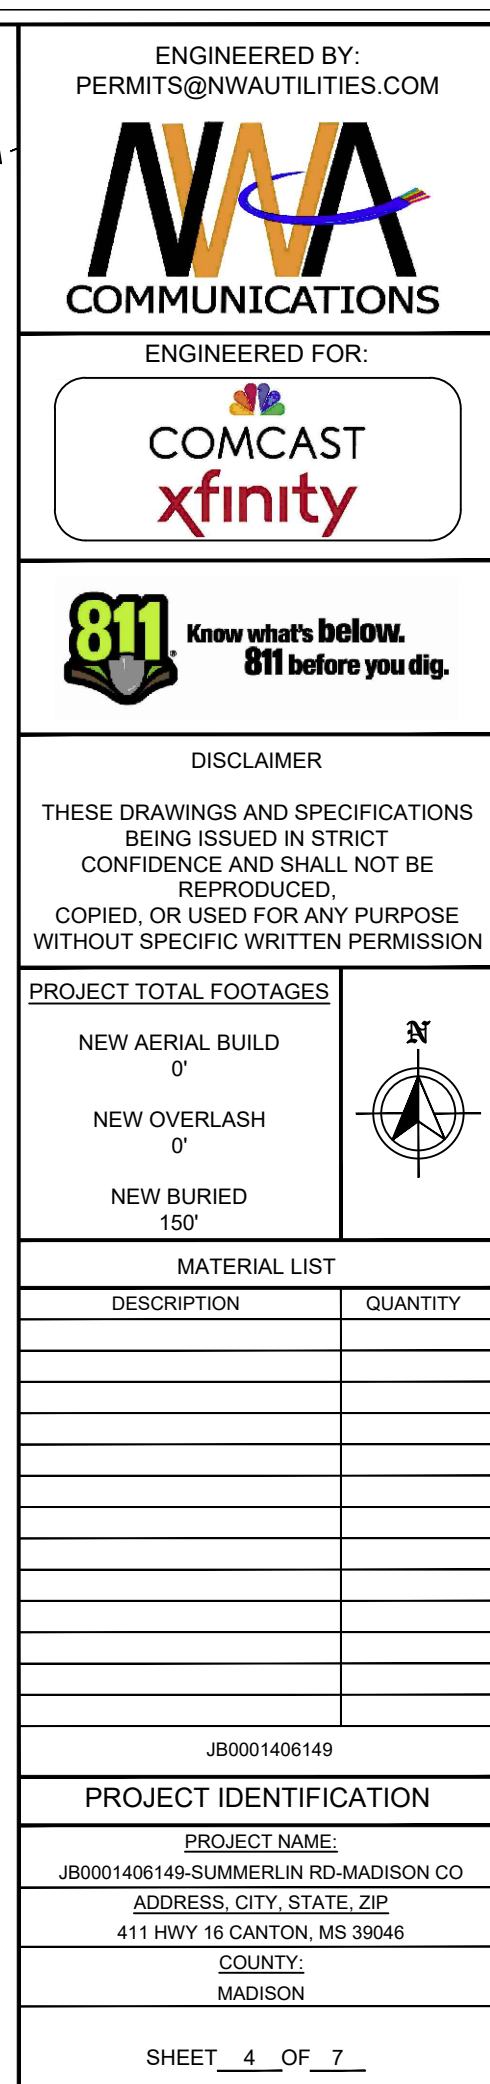 ENGINEERED BY:
PERMITS@NWAUTILITIES.COM
NWA
COMMUNICATIONS
ENGINEERED FOR:
COMCAST
xfinity
811® Know what's below.
811 before you dig.
DISCLAIMER
THESE DRAWINGS AND SPECIFICATIONS
BEING ISSUED IN STRICT
CONFIDENCE AND SHALL NOT BE
REPRODUCED,
COPIED, OR USED FOR ANY PURPOSE
WITHOUT SPECIFIC WRITTEN PERMISSION
PROJECT TOTAL FOOTAGES
NEW AERIAL BUILD
0'
NEW OVERLASH
0'
NEW BURIED
150'
N
MATERIAL LIST
DESCRIPTION QUANTITY
JB0001406149
PROJECT IDENTIFICATION
PROJECT NAME:
JB0001406149-SUMMERLIN RD-MADISON CO
ADDRESS, CITY, STATE, ZIP
411 HWY 16 CANTON, MS 39046
COUNTY:
MADISON
SHEET 4 OF 7